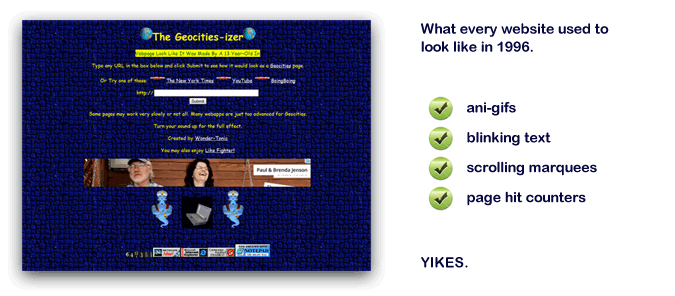 The Geocities-izer
Webpage Look Like It Was Made By A 13 Year-Old In
Type any URL in the box below and click Submit to see how it would look as a Geocities page.
Or Try one of these: The New York Times YouTube BoingBoing
http://
Submit
Some pages may work very slowly or not all. Many webapps are just too advanced for Geocities.
Turn your sound up for the full effect.
Created by Wonder-Tonic
You may also enjoy Like Fighter!
Paul & Brenda Jenson
NOTEPAD
What every website used to
look like in 1996.
ani-gifs
blinking text
scrolling marquees
page hit counters
YIKES.